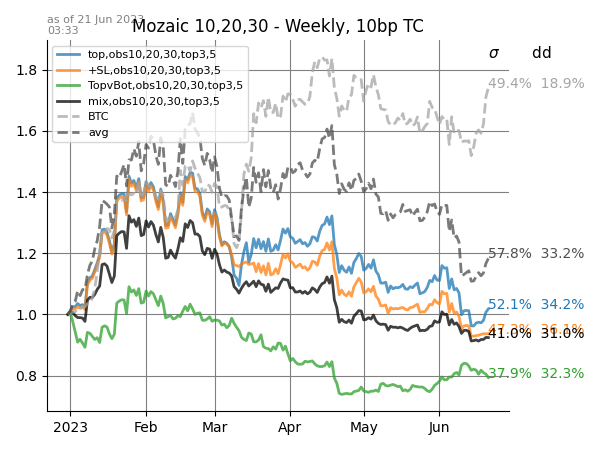 as of 21 Jun 2023
03:33
Mozaic 10,20,30 - Weekly, 10bp TC
σ dd
top,obs10,20,30,top3,5
+SL,obs10,20,30,top3,5
TopvBot,obs10,20,30,top3,5
mix,obs10,20,30,top3,5
BTC
avg
49.4% 18.9%
57.8% 33.2%
52.1% 34.2%
41.0% 31.0%
37.9% 32.3%
1.8
1.6
1.4
1.2
1.0
0.8
2023 Feb Mar Apr May Jun